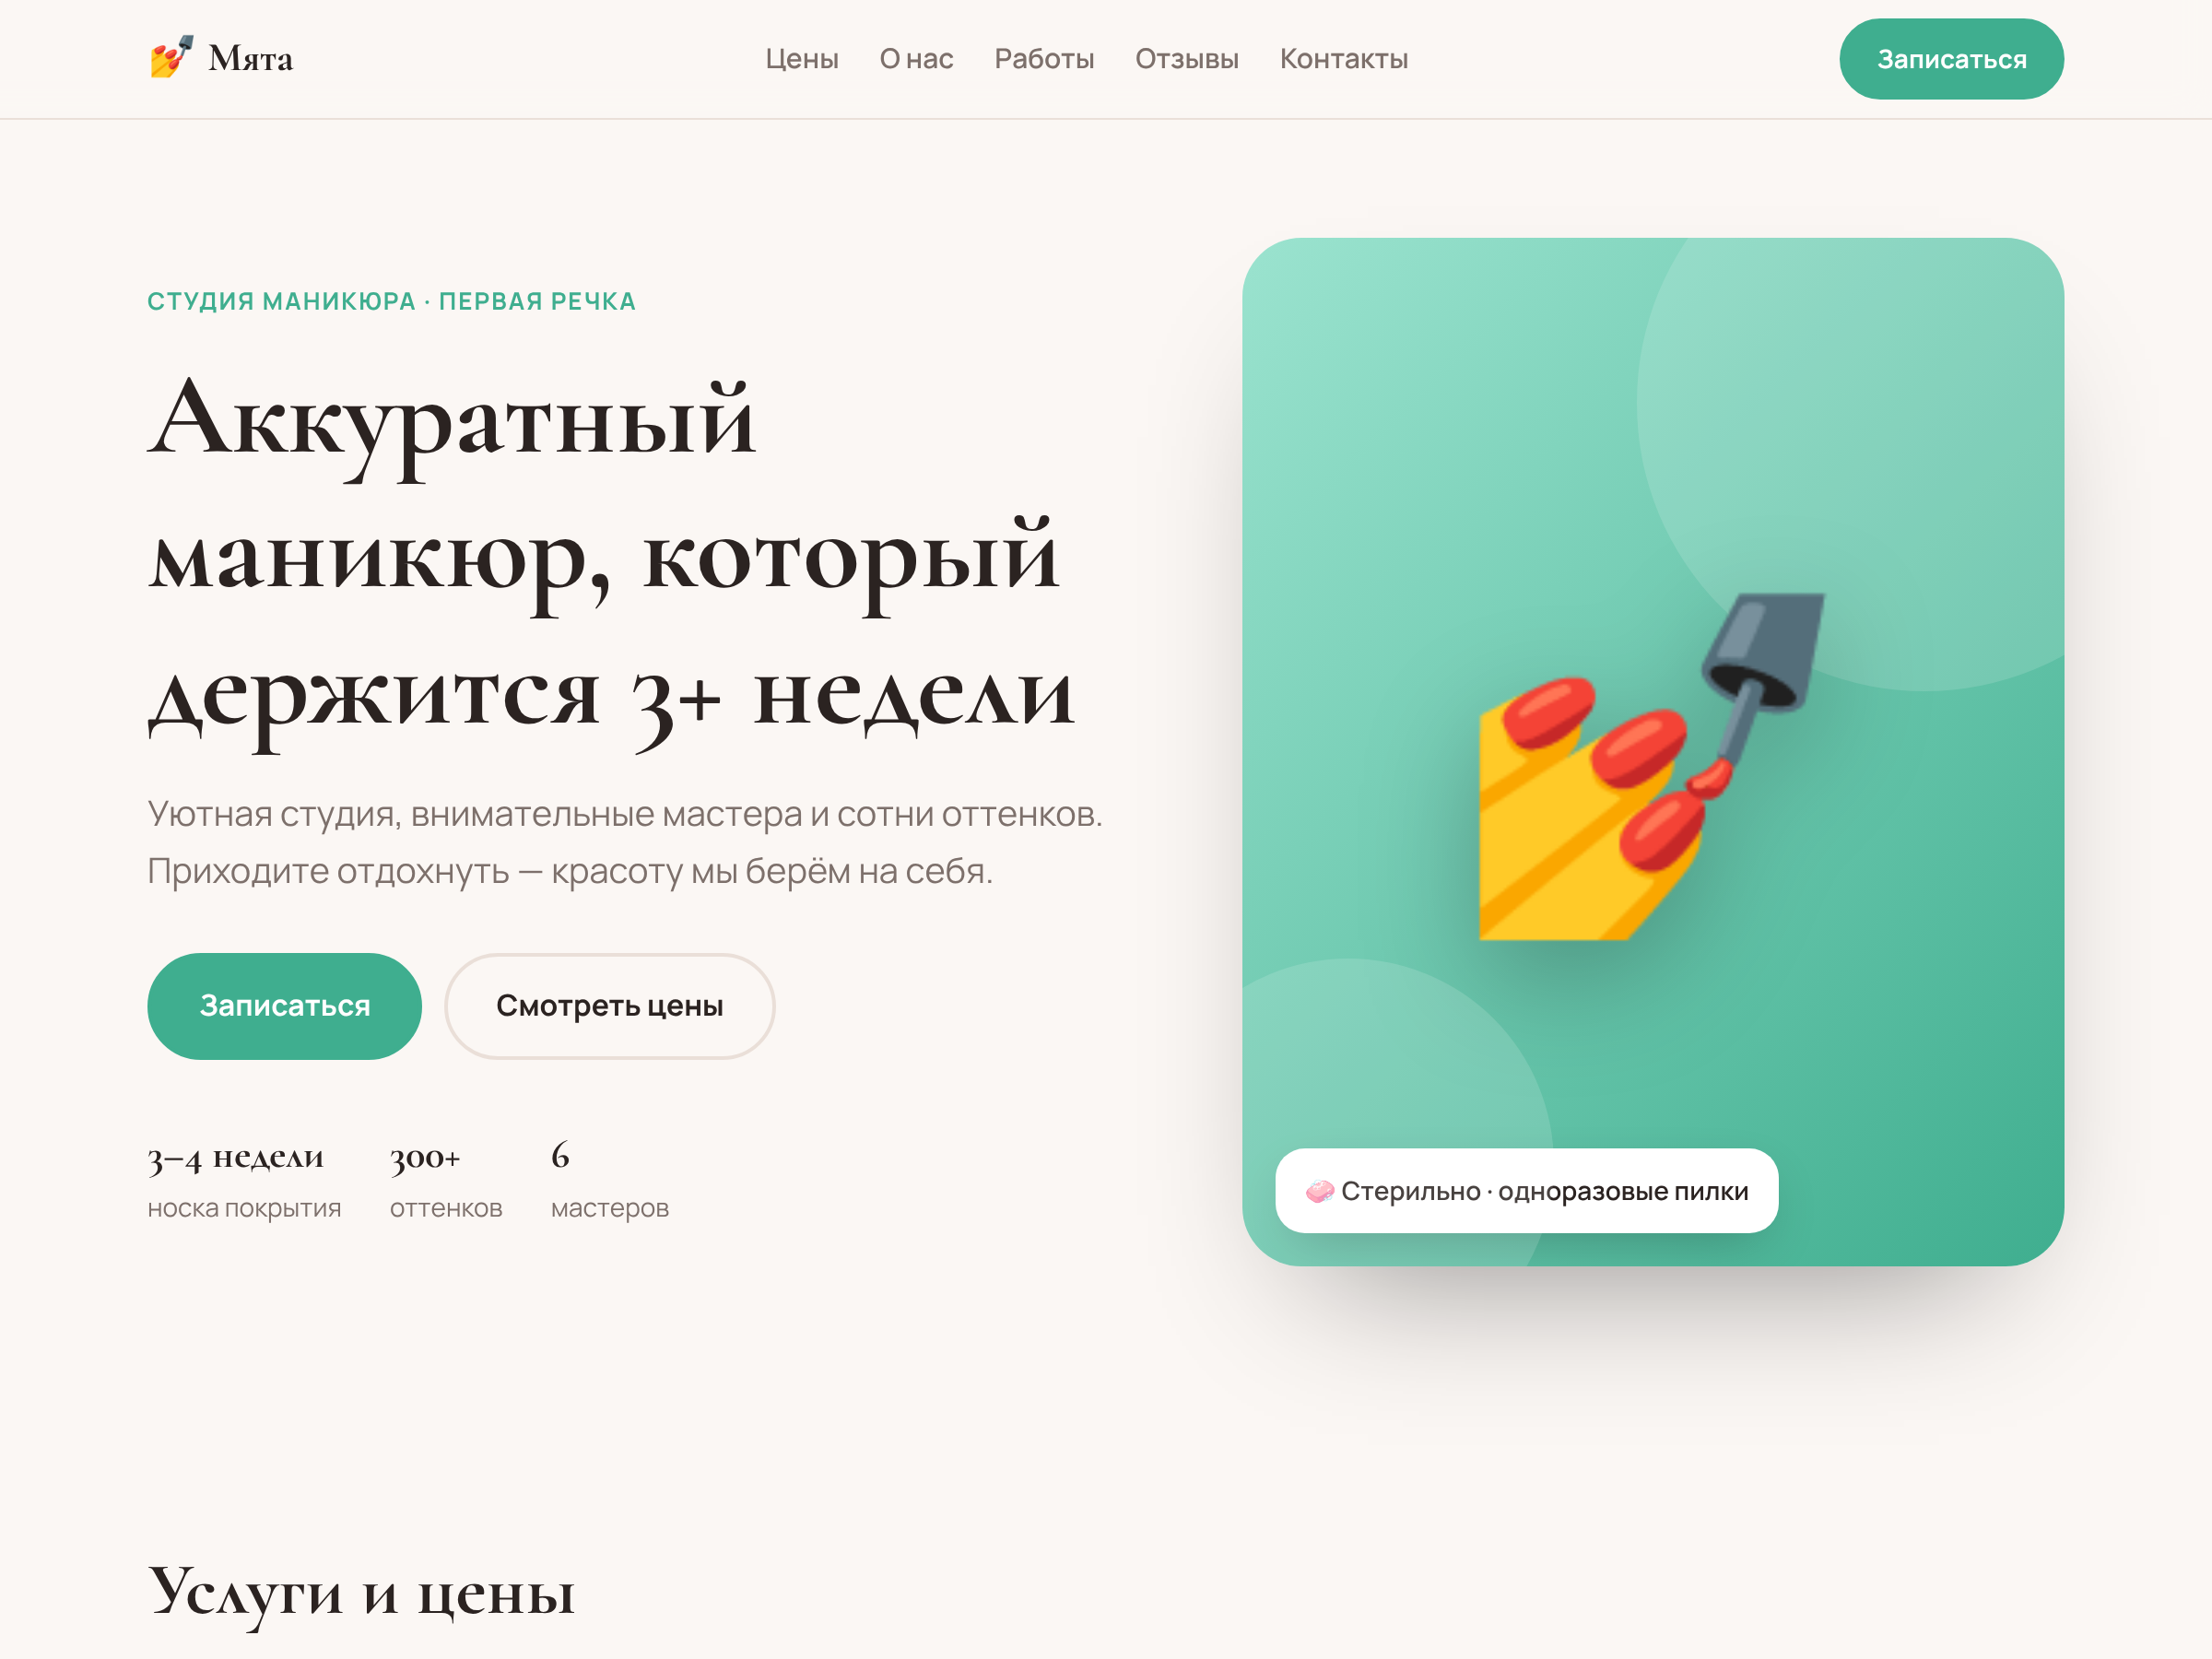 Мята
Цены
О нас
Работы
Отзывы
Контакты
Записаться
СТУДИЯ МАНИКЮРА · ПЕРВАЯ РЕЧКА
Аккуратный
маникюр, который
держится 3+ недели
Уютная студия, внимательные мастера и сотни оттенков.
Приходите отдохнуть — красоту мы берём на себя.
Записаться
Смотреть цены
3–4 недели
носка покрытия
300+
оттенков
6
мастеров
Стерильно · одноразовые пилки
Услуги и цены